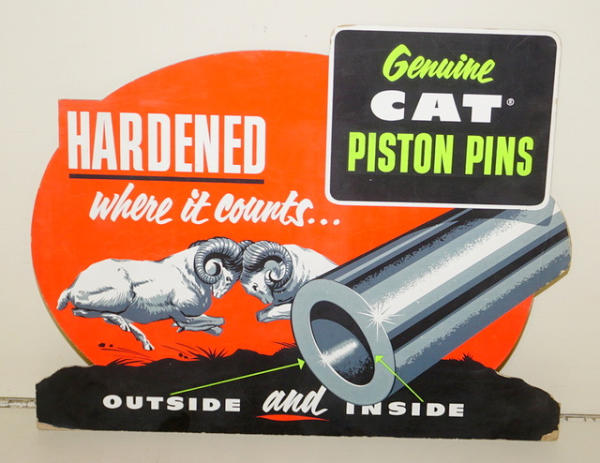 Genuine
CAT®
PISTON PINS
HARDENED
where it counts...
OUTSIDE and INSIDE